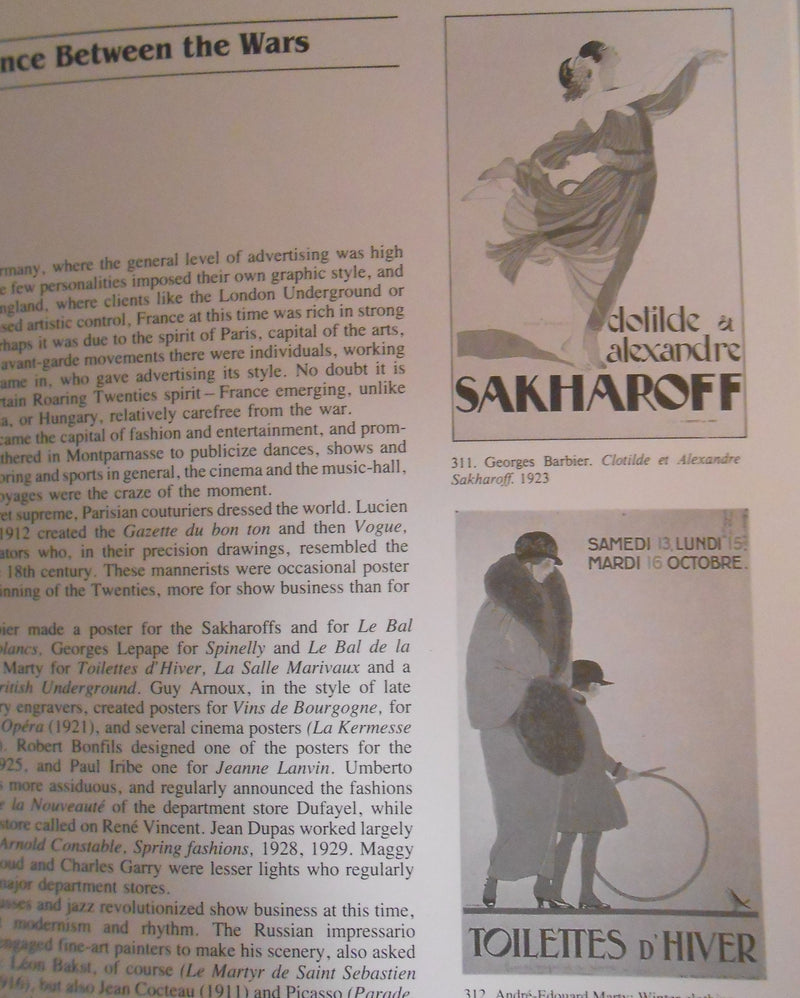 nce Between the Wars
rmany, where the general level of advertising was high
e few personalities imposed their own graphic style, and
ngland, where clients like the London Underground or
sed artistic control, France at this time was rich in strong
rhaps it was due to the spirit of Paris, capital of the arts,
avant-garde movements there were individuals, working
ame in, who gave advertising its style. No doubt it is
rtain Roaring Twenties spirit – France emerging, unlike
a, or Hungary, relatively carefree from the war.
came the capital of fashion and entertainment, and prom-
thered in Montparnasse to publicize dances, shows and
oring and sports in general, the cinema and the music-hall,
oyages were the craze of the moment.
et supreme, Parisian couturiers dressed the world. Lucien
1912 created the Gazette du bon ton and then Vogue,
ators who, in their precision drawings, resembled the
18th century. These mannerists were occasional poster
inning of the Twenties, more for show business than for
ier made a poster for the Sakharoffs and for Le Bal
blancs, Georges Lepape for Spinelly and Le Bal de la
Marty for Toilettes d'Hiver, La Salle Marivaux and a
ritish Underground. Guy Arnoux, in the style of late
ry engravers, created posters for Vins de Bourgogne, for
Opéra (1921), and several cinema posters (La Kermesse
). Robert Bonfils designed one of the posters for the
925, and Paul Iribe one for Jeanne Lanvin. Umberto
s more assiduous, and regularly announced the fashions
e la Nouveauté of the department store Dufayel, while
store called on René Vincent. Jean Dupas worked largely
Arnold Constable, Spring fashions, 1928, 1929. Maggy
oud and Charles Garry were lesser lights who regularly
major department stores.
asses and jazz revolutionized show business at this time,
modernism and rhythm. The Russian impressario
engaged fine-art painters to make his scenery, also asked
Léon Bakst, of course (Le Martyr de Saint Sebastien
916), but also Jean Cocteau (1911) and Picasso (Parade
clotilde &
alexandre
SAKHAROFF
311. Georges Barbier. Clotilde et Alexandre
Sakharoff. 1923
SAMEDI 13, LUNDI 15
MARDI 16 OCTOBRE.
TOILETTES D'HIVER
312. André-Edouard Marty: Winter